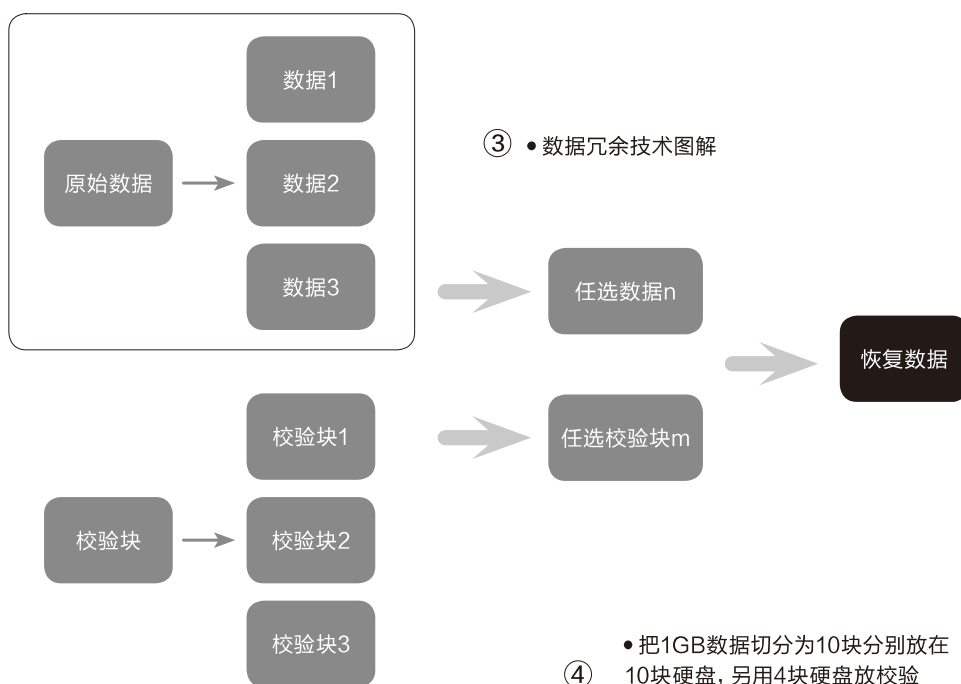 数据1
③ • 数据冗余技术图解
原始数据
数据2
数据3
任选数据n
恢复数据
校验块1
任选校验块m
校验块
校验块2
校验块3
• 把1GB数据切分为10块分别放在
④ 10块硬盘，另用4块硬盘放校验